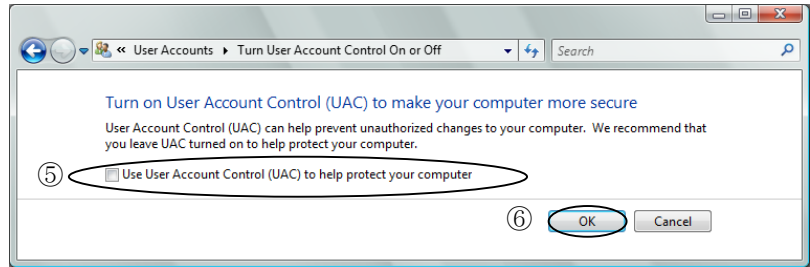 « User Accounts ▸ Turn User Account Control On or Off
Search
Turn on User Account Control (UAC) to make your computer more secure
User Account Control (UAC) can help prevent unauthorized changes to your computer. We recommend that
you leave UAC turned on to help protect your computer.
⑤ Use User Account Control (UAC) to help protect your computer
⑥ OK Cancel